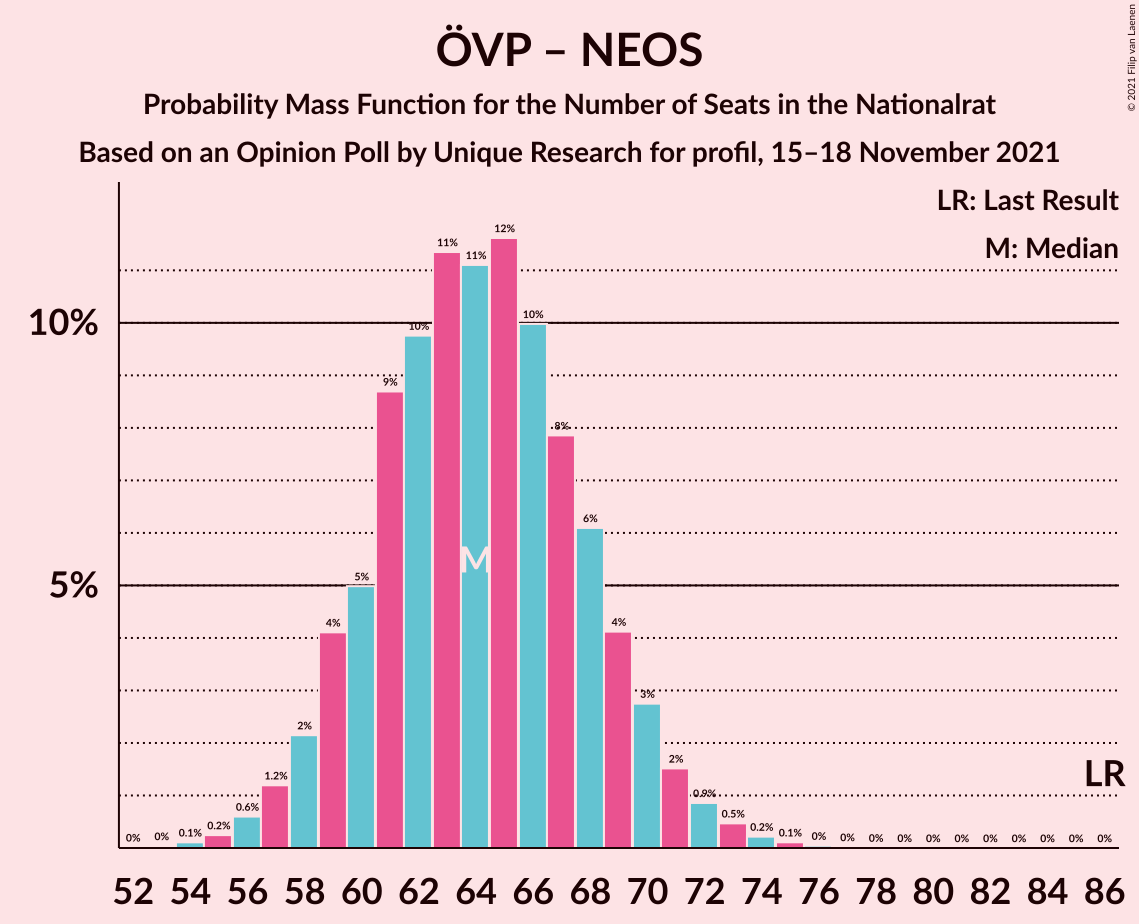 ÖVP – NEOS
Probability Mass Function for the Number of Seats in the Nationalrat
Based on an Opinion Poll by Unique Research for profil, 15–18 November 2021
© 2021 Filip van Laenen
LR: Last Result
M: Median
10%
5%
0% 0% 0.1% 0.2% 0.6% 1.2% 2% 4% 5% 9% 10% 11% 11% 12% 10% 8% 6% 4% 3% 2% 0.9% 0.5% 0.2% 0.1% 0% 0% 0% 0% 0% 0% 0% 0% 0% 0% 0%
M
LR
52 54 56 58 60 62 64 66 68 70 72 74 76 78 80 82 84 86